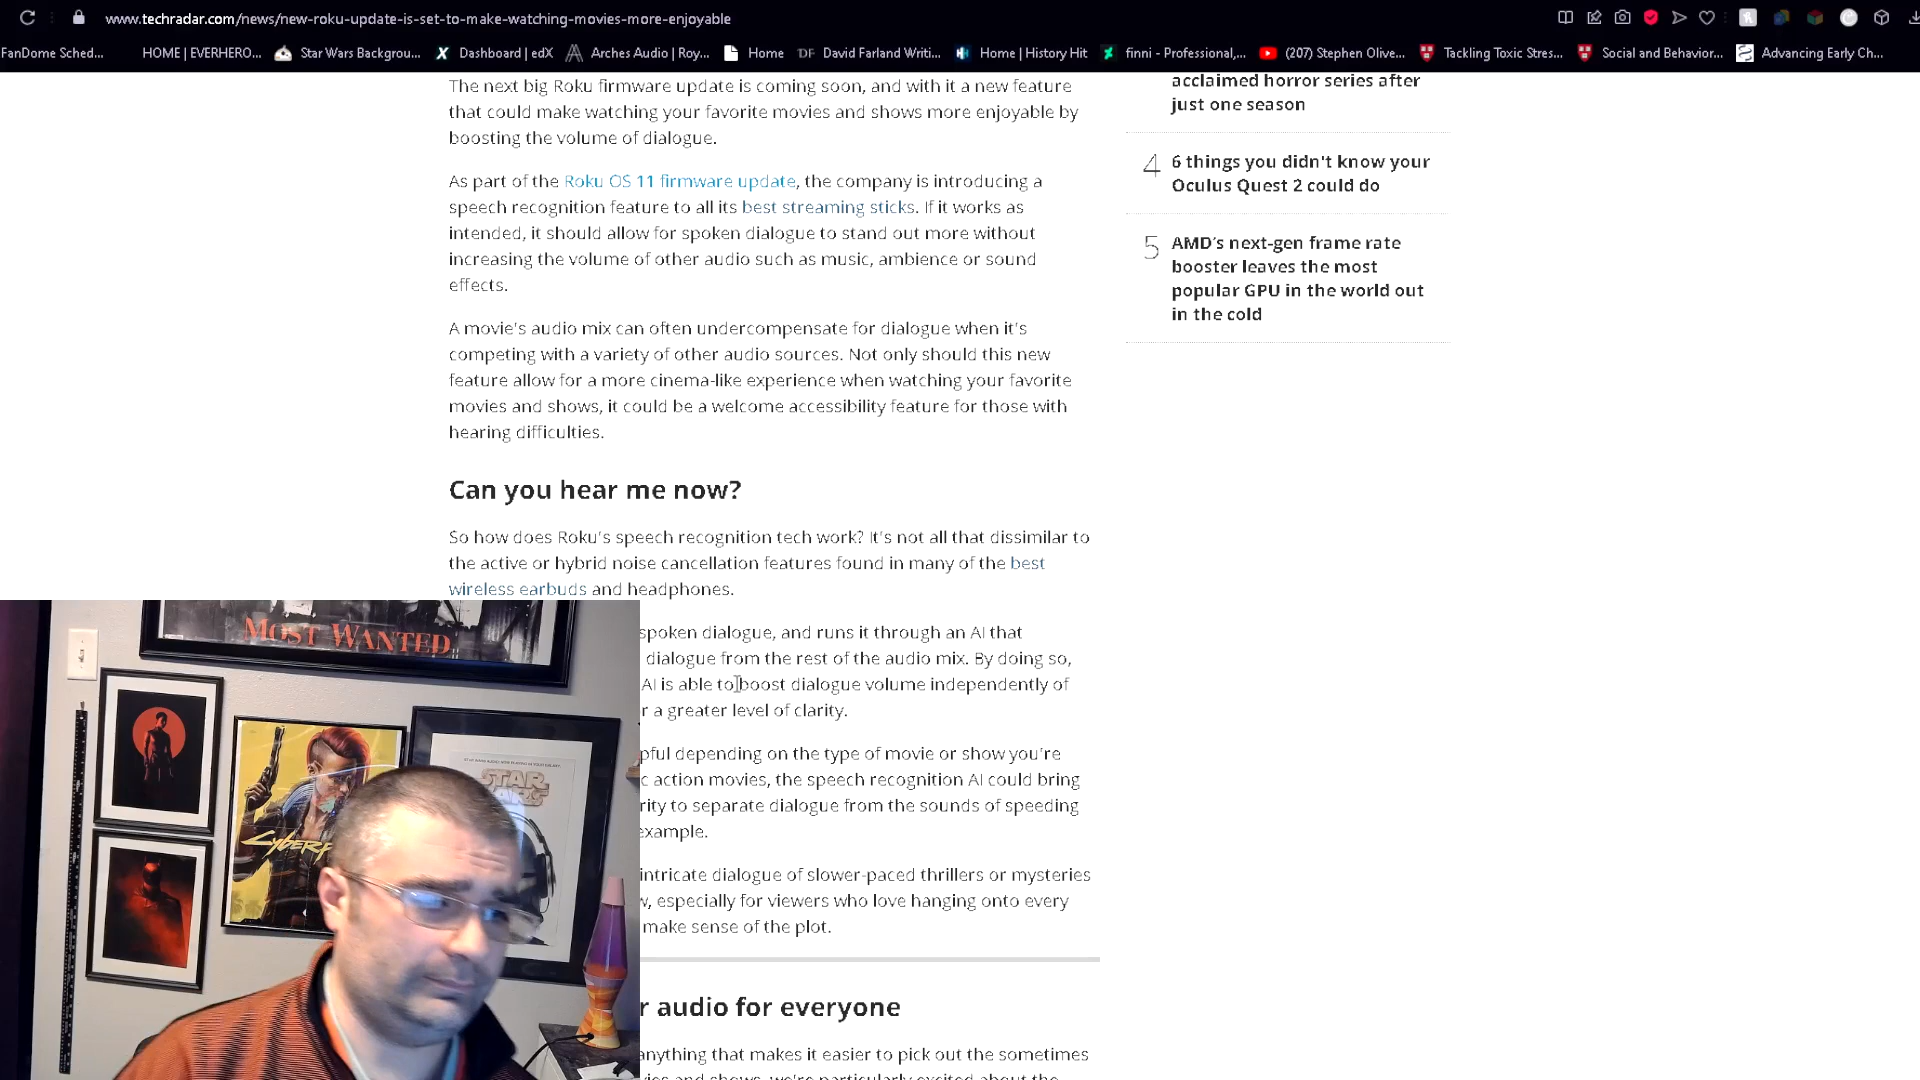 www.techradar.com/news/new-roku-update-is-set-to-make-watching-movies-more-enjoyable
FanDome Sched...
HOME | EVERHERO...
Star Wars Backgrou...
Dashboard | edX
Arches Audio | Roy...
Home
DF
David Farland Writi...
Home | History Hit
finni - Professional,...
(207) Stephen Olive...
Tackling Toxic Stres...
Social and Behavior...
Advancing Early Ch...
The next big Roku firmware update is coming soon, and with it a new feature
that could make watching your favorite movies and shows more enjoyable by
boosting the volume of dialogue.
As part of the Roku OS 11 firmware update, the company is introducing a
speech recognition feature to all its best streaming sticks. If it works as
intended, it should allow for spoken dialogue to stand out more without
increasing the volume of other audio such as music, ambience or sound
effects.
A movie's audio mix can often undercompensate for dialogue when it's
competing with a variety of other audio sources. Not only should this new
feature allow for a more cinema-like experience when watching your favorite
movies and shows, it could be a welcome accessibility feature for those with
hearing difficulties.
Can you hear me now?
So how does Roku's speech recognition tech work? It's not all that dissimilar to
the active or hybrid noise cancellation features found in many of the best
wireless earbuds and headphones.
spoken dialogue, and runs it through an AI that
dialogue from the rest of the audio mix. By doing so,
AI is able to boost dialogue volume independently of
r a greater level of clarity.
pful depending on the type of movie or show you're
c action movies, the speech recognition AI could bring
rity to separate dialogue from the sounds of speeding
example.
intricate dialogue of slower-paced thrillers or mysteries
w, especially for viewers who love hanging onto every
make sense of the plot.
r audio for everyone
anything that makes it easier to pick out the sometimes
vies and shows, we're particularly excited about the
acclaimed horror series after
just one season
4
6 things you didn't know your
Oculus Quest 2 could do
5
AMD's next-gen frame rate
booster leaves the most
popular GPU in the world out
in the cold
MOST WANTED
STAR
WARS